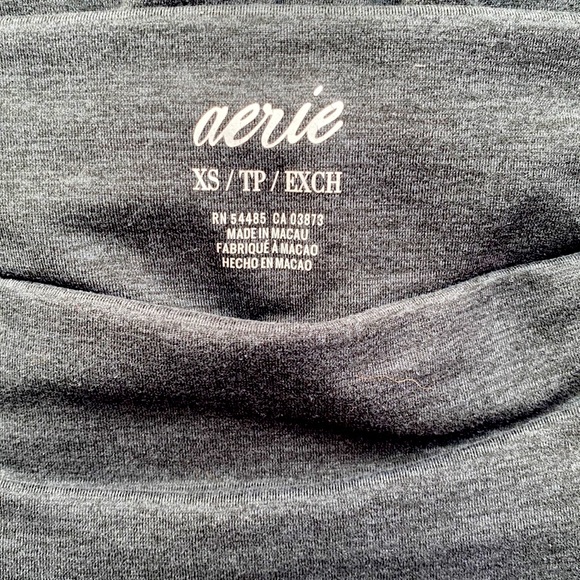 aerie
XS / TP / EXCH
RN 54485 CA 03873
MADE IN MACAU
FABRIQUÉ À MACAO
HECHO EN MACAO